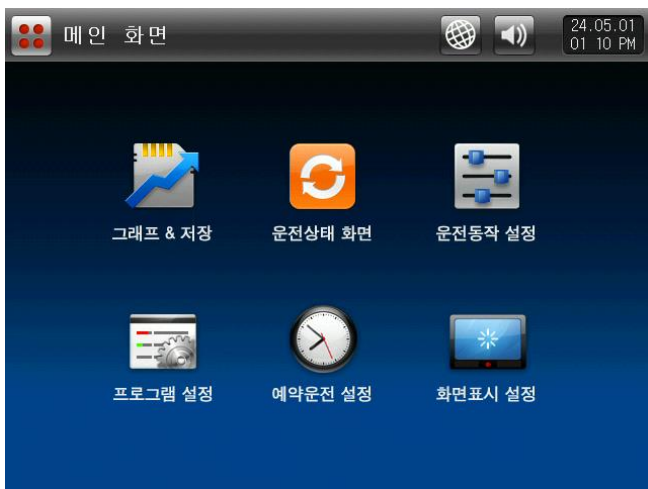 메인 화면
24.05.01
01 10 PM
그래프 & 저장
운전상태 화면
운전동작 설정
프로그램 설정
예약운전 설정
화면표시 설정